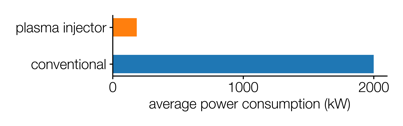 plasma injector
conventional
0 1000 2000
average power consumption (kW)